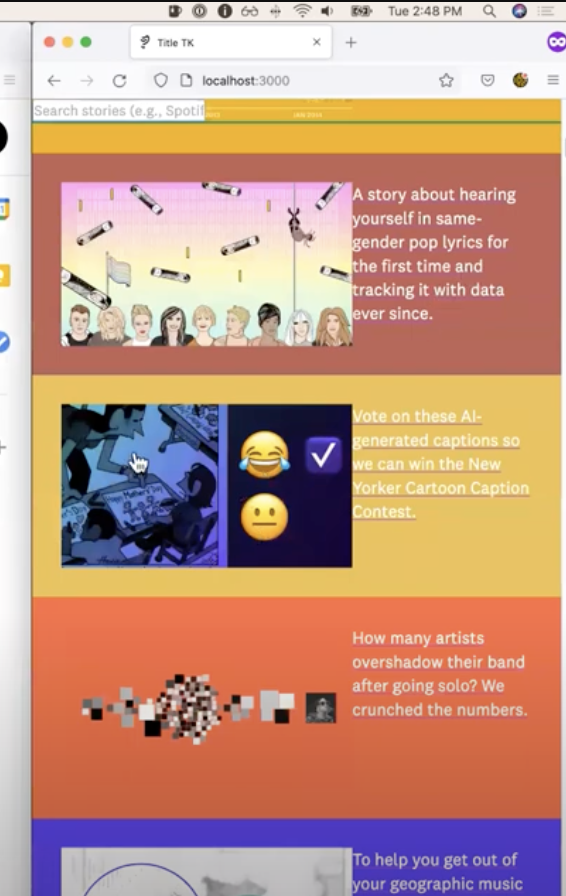 Tue 2:48 PM
Title TK
localhost:3000
Search stories (e.g., Spotif
JAN 2014
A story about hearing
yourself in same-
gender pop lyrics for
the first time and
tracking it with data
ever since.
Vote on these AI-
generated captions so
we can win the New
Yorker Cartoon Caption
Contest.
How many artists
overshadow their band
after going solo? We
crunched the numbers.
To help you get out of
your geographic music